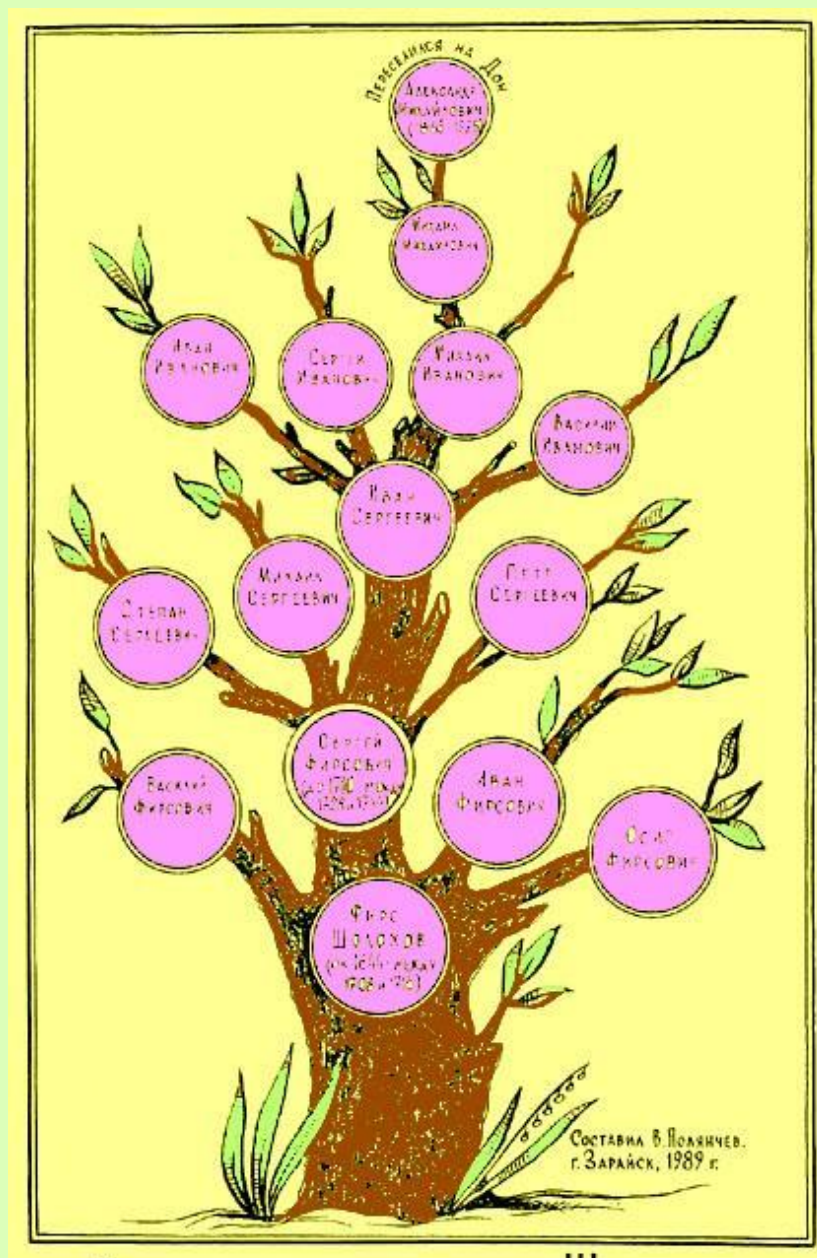 Переселился на Дон
Александр
Михайлович
Михаил
Михайлович
Иван
Иванович
Сергей
Иванович
Михаил
Иванович
Василий
Иванович
Иван
Сергеевич
Михаил
Сергеевич
Петр
Сергеевич
Степан
Сергеевич
Сергей
Фирсович
Василий
Фирсович
Иван
Фирсович
Осип
Фирсович
Фирс
Шолохов
Составил В. Полянчев.
г. Зарайск, 1989 г.